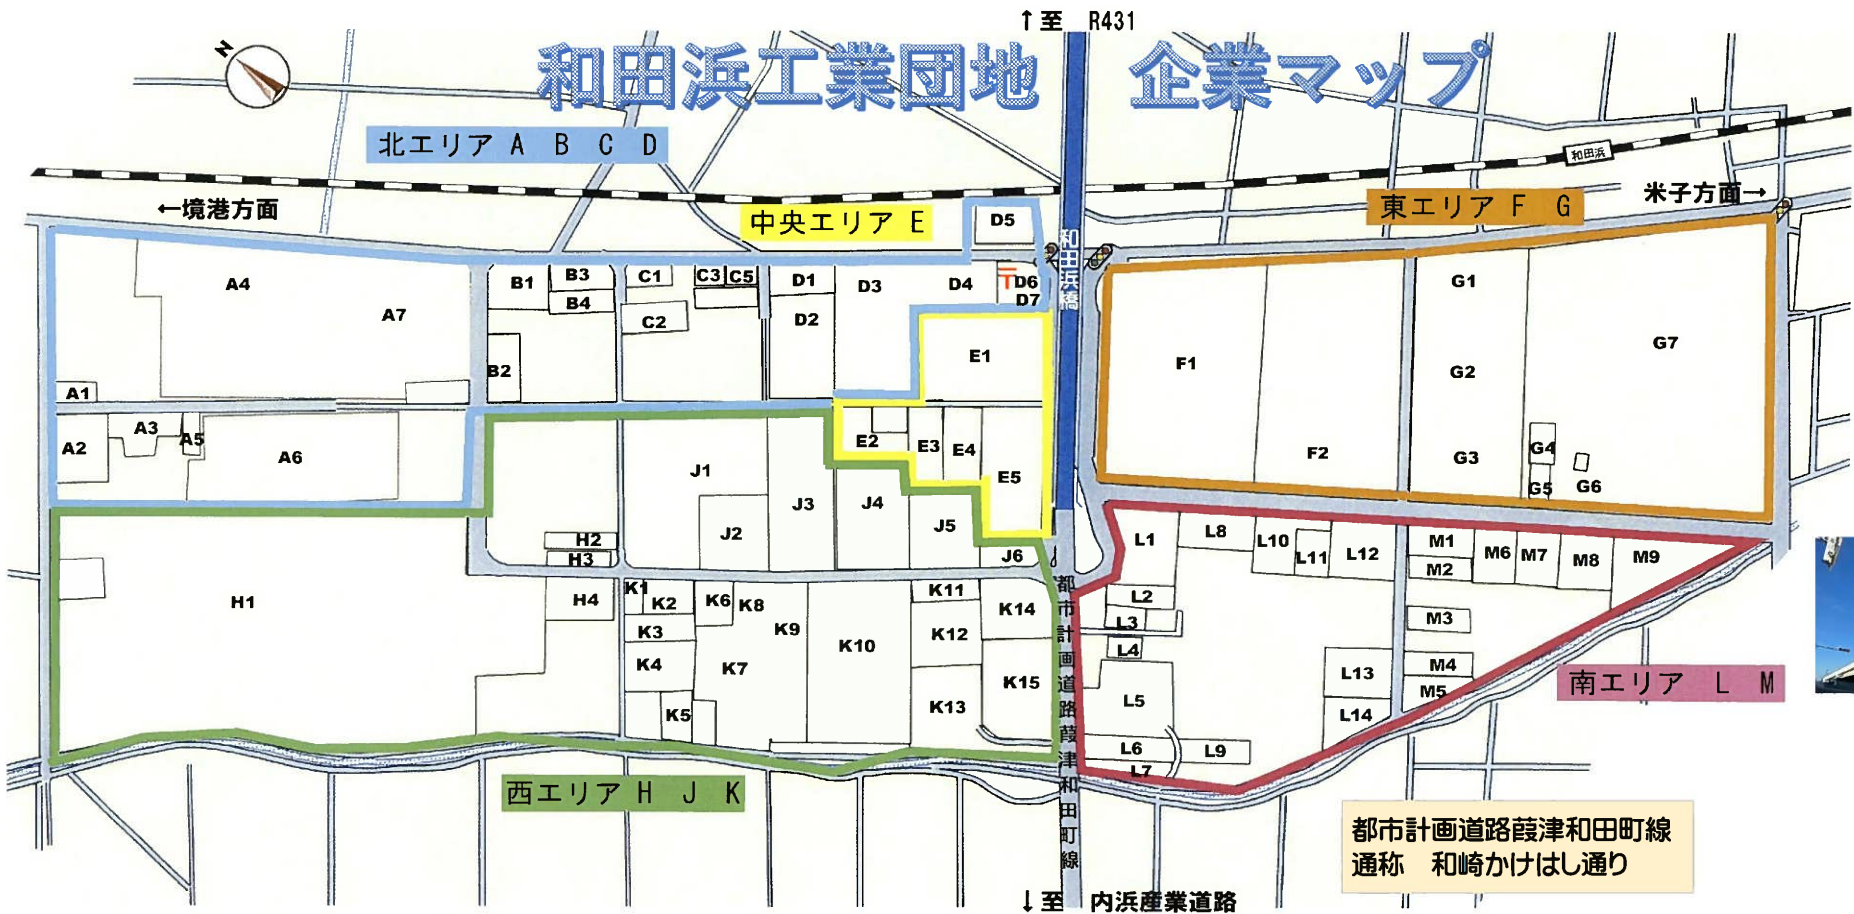 ↑至 R431
N
和田浜工業団地 企業マップ
北エリア A B C D
和田浜
←境港方面
中央エリア E
東エリア F G
米子方面→
D5
和田浜橋
A4
A7
B1
B3
B4
C1
C3
C5
C2
D1
D3
D4
〒
D6
D7
D2
G1
B2
E1
F1
G2
G7
A1
A2
A3
A5
A6
E2
E3
E4
E5
J1
J3
J4
J2
J5
J6
F2
G3
G4
G5
G6
H2
H3
H1
H4
K1
K2
K6
K8
K3
K9
K4
K7
K5
K10
K11
K14
K12
K15
K13
L1
L8
L10
L11
L12
M1
M2
M6
M7
M8
M9
L2
L3
L4
M3
M4
M5
L5
L13
L14
L6
L9
L7
都市計画道路葭津和田町線
南エリア L M
西エリア H J K
都市計画道路葭津和田町線
通称 和崎かけはし通り
↓至 内浜産業道路